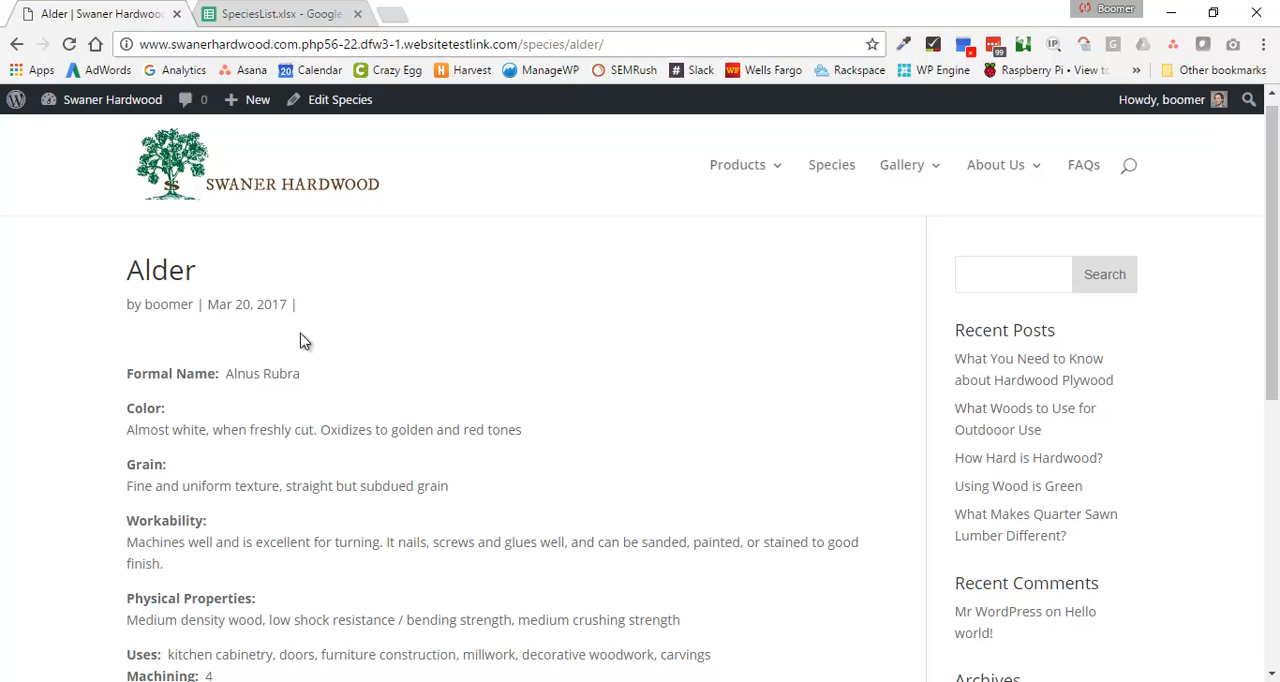 Alder | Swaner Hardwood
SpeciesList.xlsx - Google
Boomer
www.swanerhardwood.com.php56-22.dfw3-1.websitetestlink.com/species/alder/
99
Apps AdWords Analytics Asana 20 Calendar Crazy Egg Harvest ManageWP SEMRush Slack WF Wells Fargo Rackspace WP Engine Raspberry Pi • View to » Other bookmarks
Swaner Hardwood 0 New Edit Species Howdy, boomer
SWANER HARDWOOD
Products Species Gallery About Us FAQs
Alder
by boomer | Mar 20, 2017 |
Formal Name: Alnus Rubra
Color:
Almost white, when freshly cut. Oxidizes to golden and red tones
Grain:
Fine and uniform texture, straight but subdued grain
Workability:
Machines well and is excellent for turning. It nails, screws and glues well, and can be sanded, painted, or stained to good
finish.
Physical Properties:
Medium density wood, low shock resistance / bending strength, medium crushing strength
Uses: kitchen cabinetry, doors, furniture construction, millwork, decorative woodwork, carvings
Machining: 4
Search
Recent Posts
What You Need to Know
about Hardwood Plywood
What Woods to Use for
Outdooor Use
How Hard is Hardwood?
Using Wood is Green
What Makes Quarter Sawn
Lumber Different?
Recent Comments
Mr WordPress on Hello
world!
Archives